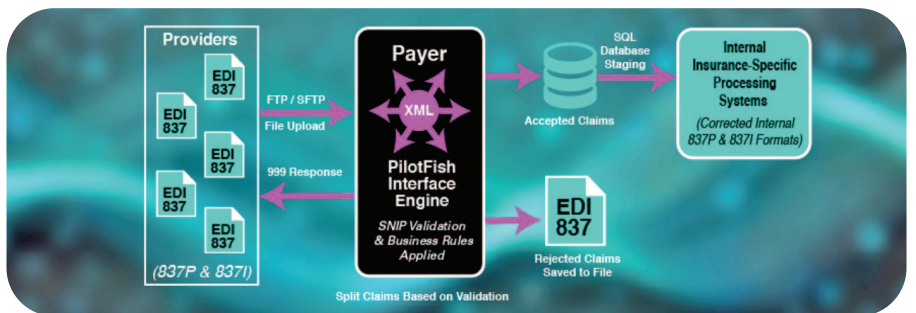 Providers
EDI
837
EDI
837
EDI
837
EDI
837
EDI
837
(837P & 837I)
FTP / SFTP
File Upload
999 Response
Payer
XML
PilotFish
Interface
Engine
SNIP Validation
& Business Rules
Applied
Split Claims Based on Validation
Accepted Claims
SQL
Database
Staging
EDI
837
Rejected Claims
Saved to File
Internal
Insurance-Specific
Processing
Systems
(Corrected Internal
837P & 837I Formats)